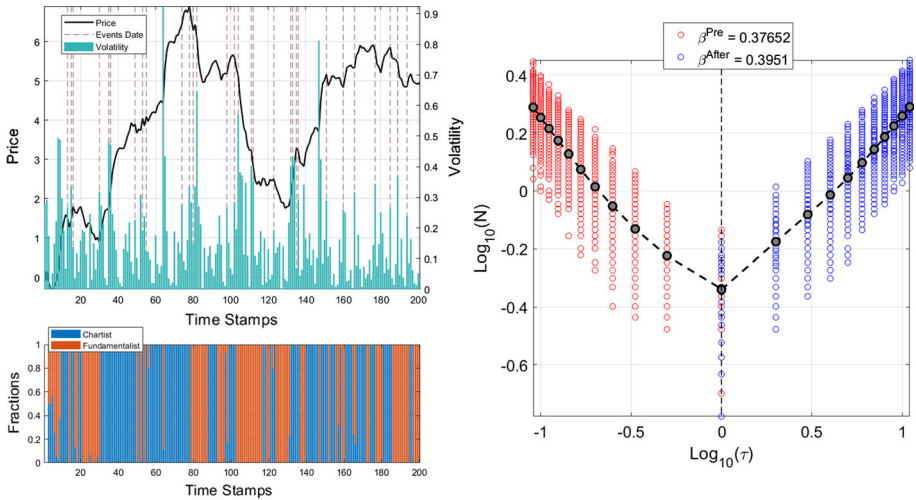 Price
Events Date
Volatility
6
5
4
3
2
1
0
Price
0.9
0.8
0.7
0.6
0.5
0.4
0.3
0.2
0.1
0
Volatility
20 40 60 80 100 120 140 160 180 200
Time Stamps
Chartist
Fundamentalist
1
0.8
0.6
0.4
0.2
0
Fractions
20 40 60 80 100 120 140 160 180 200
Time Stamps
β^Pre = 0.37652
β^After = 0.3951
0.4
0.2
0
-0.2
-0.4
-0.6
Log10(N)
-1 -0.5 0 0.5 1
Log10(τ)